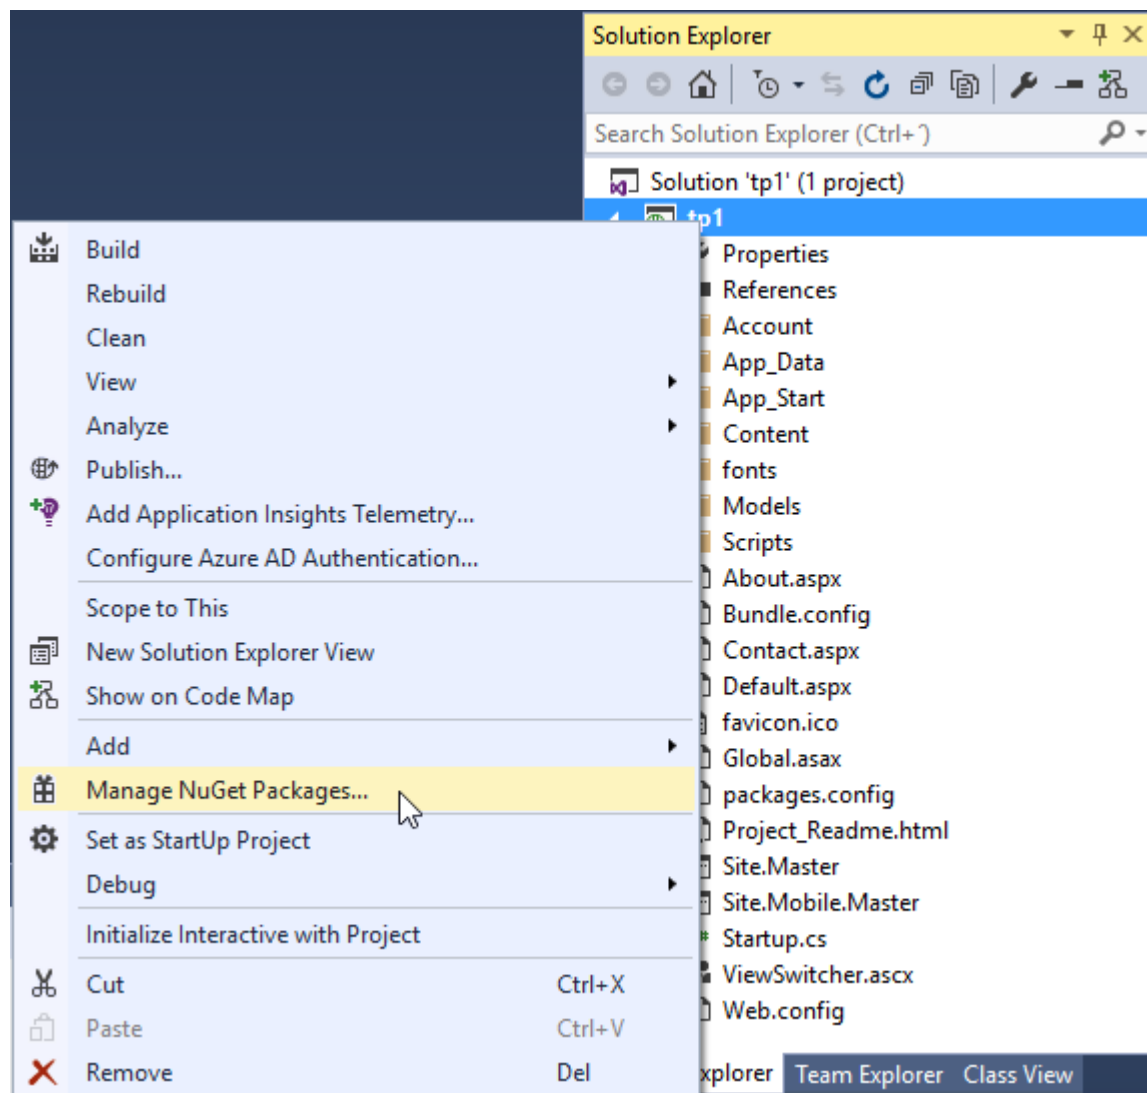 Solution Explorer
Search Solution Explorer (Ctrl+ˆ)
Solution 'tp1' (1 project)
tp1
Properties
References
Account
App_Data
App_Start
Content
fonts
Models
Scripts
About.aspx
Bundle.config
Contact.aspx
Default.aspx
favicon.ico
Global.asax
packages.config
Project_Readme.html
Site.Master
Site.Mobile.Master
Startup.cs
ViewSwitcher.ascx
Web.config
xplorer Team Explorer Class View
Build
Rebuild
Clean
View
Analyze
Publish...
Add Application Insights Telemetry...
Configure Azure AD Authentication...
Scope to This
New Solution Explorer View
Show on Code Map
Add
Manage NuGet Packages...
Set as StartUp Project
Debug
Initialize Interactive with Project
Cut Ctrl+X
Paste Ctrl+V
Remove Del